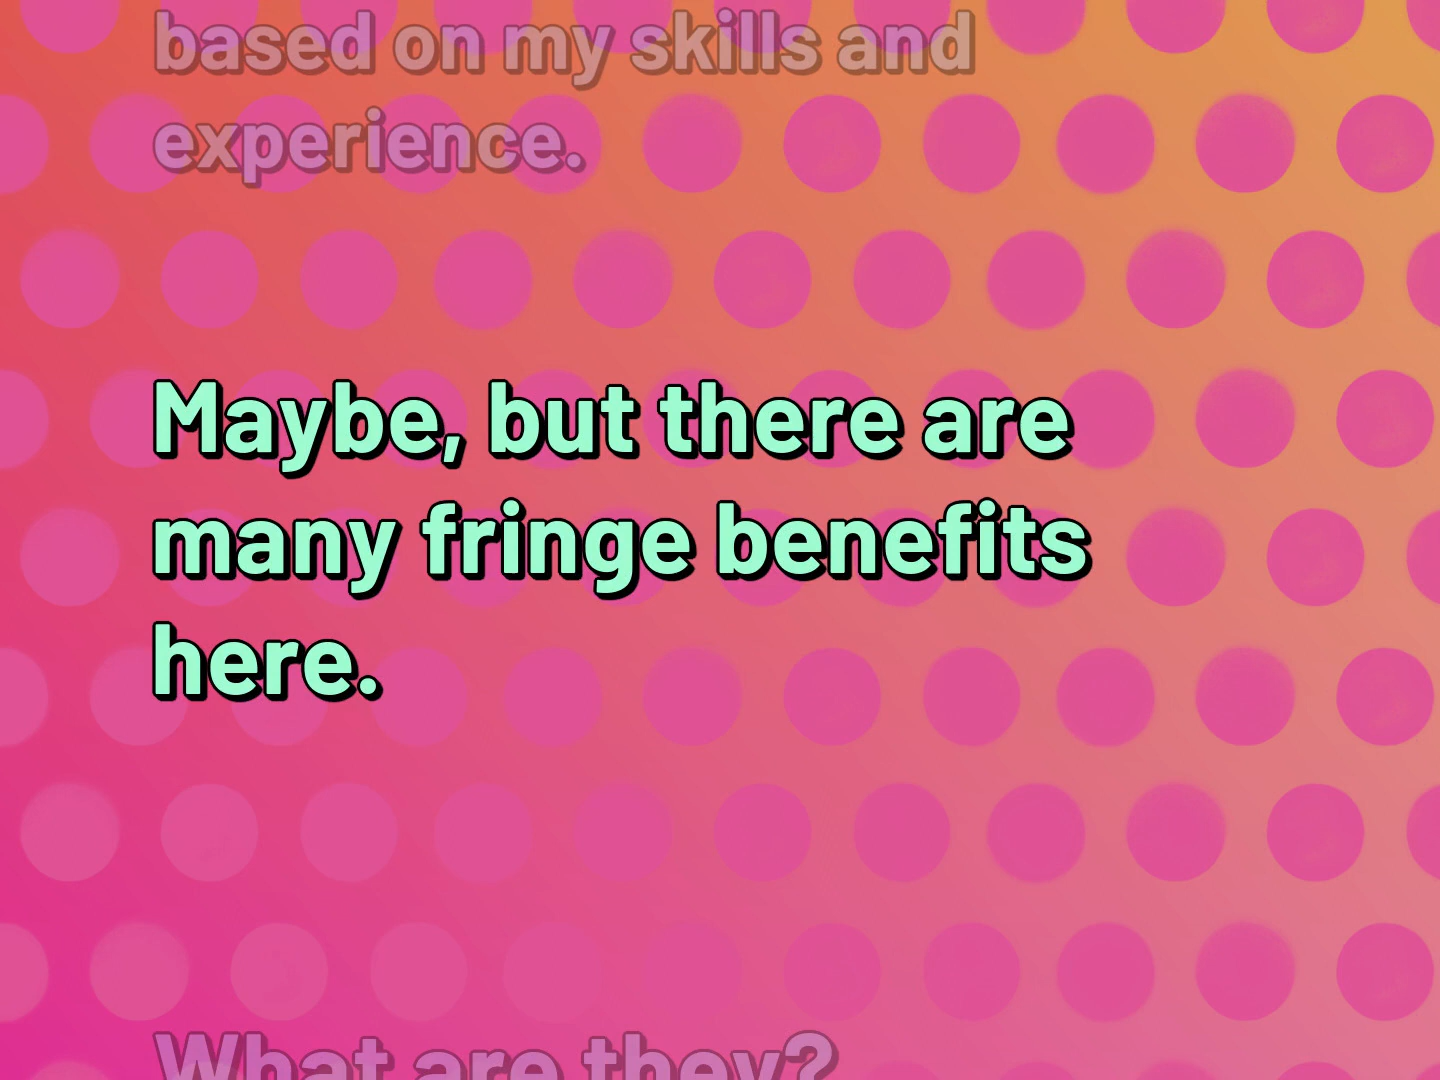 based on my skills and
experience.
Maybe, but there are
many fringe benefits
here.
What are they?